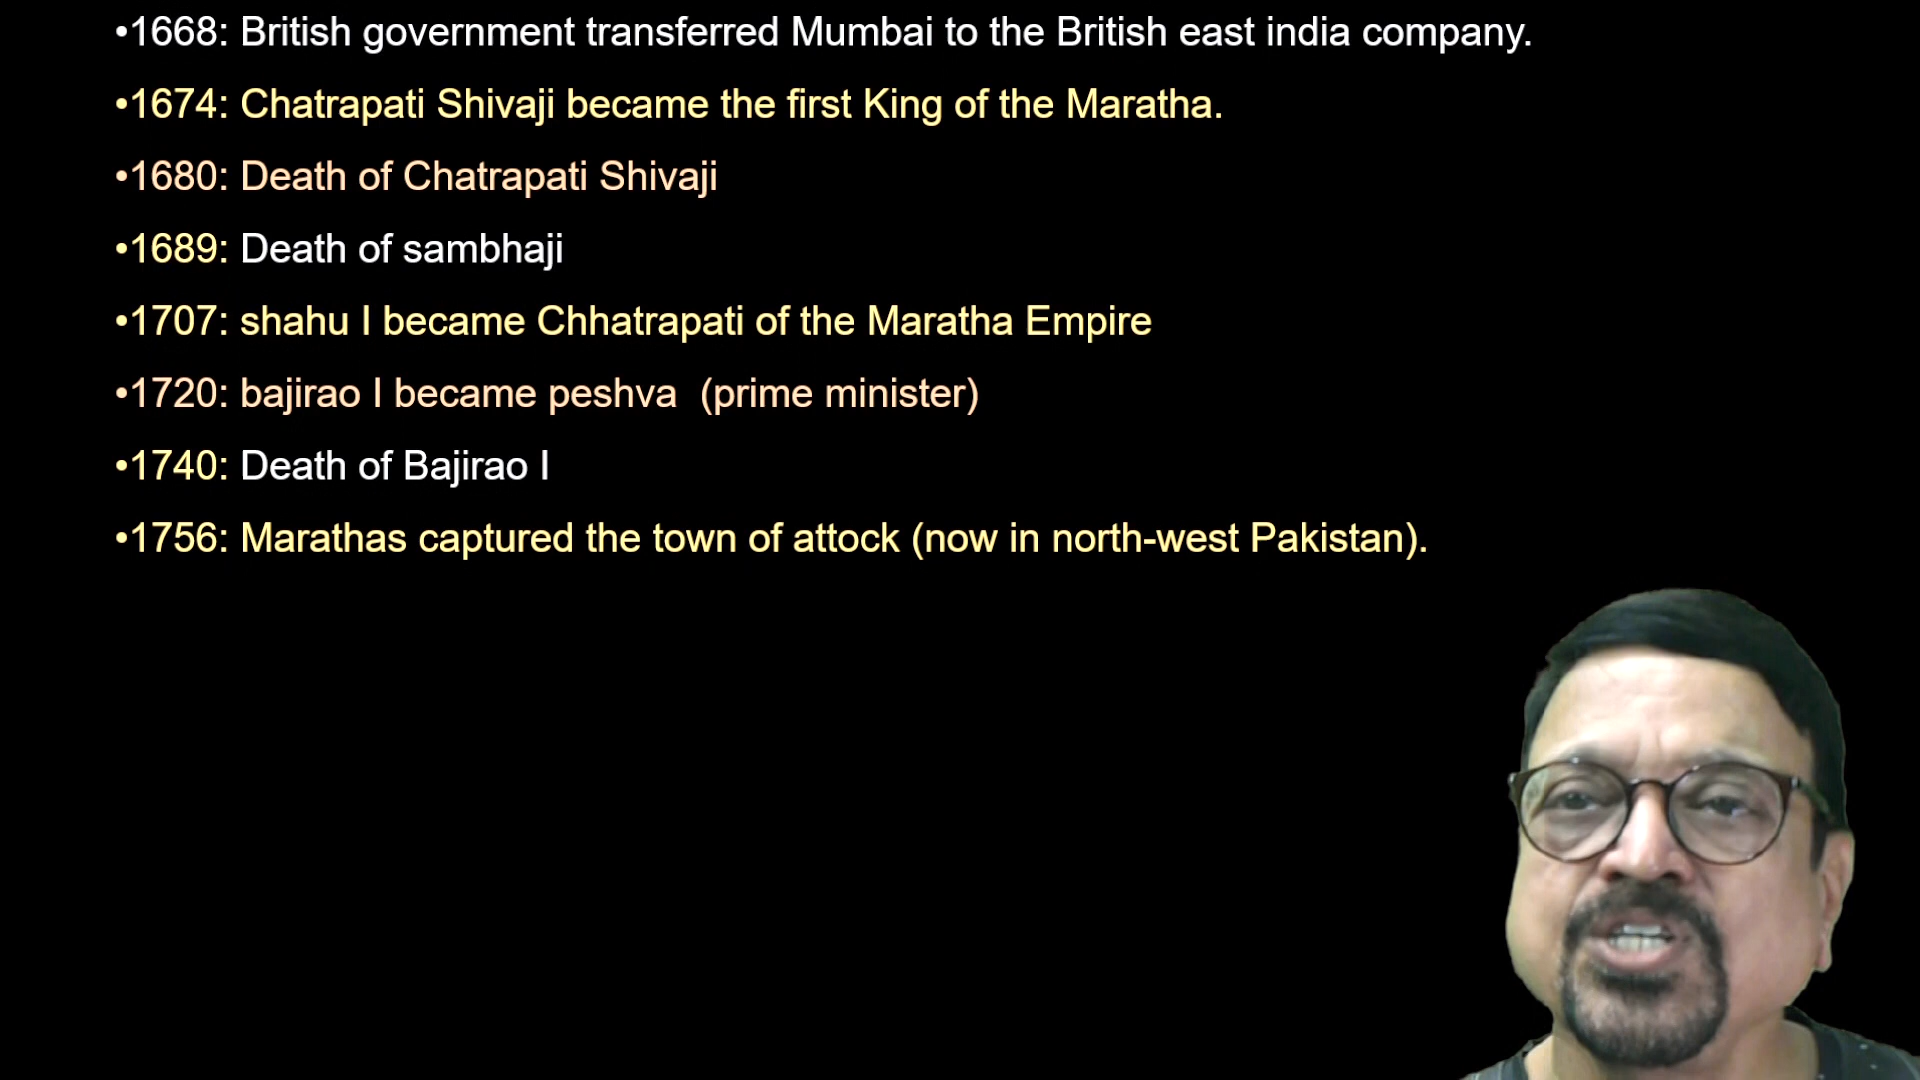 •1668: British government transferred Mumbai to the British east india company.
•1674: Chatrapati Shivaji became the first King of the Maratha.
•1680: Death of Chatrapati Shivaji
•1689: Death of sambhaji
•1707: shahu I became Chhatrapati of the Maratha Empire
•1720: bajirao I became peshva  (prime minister)
•1740: Death of Bajirao I
•1756: Marathas captured the town of attock (now in north-west Pakistan).